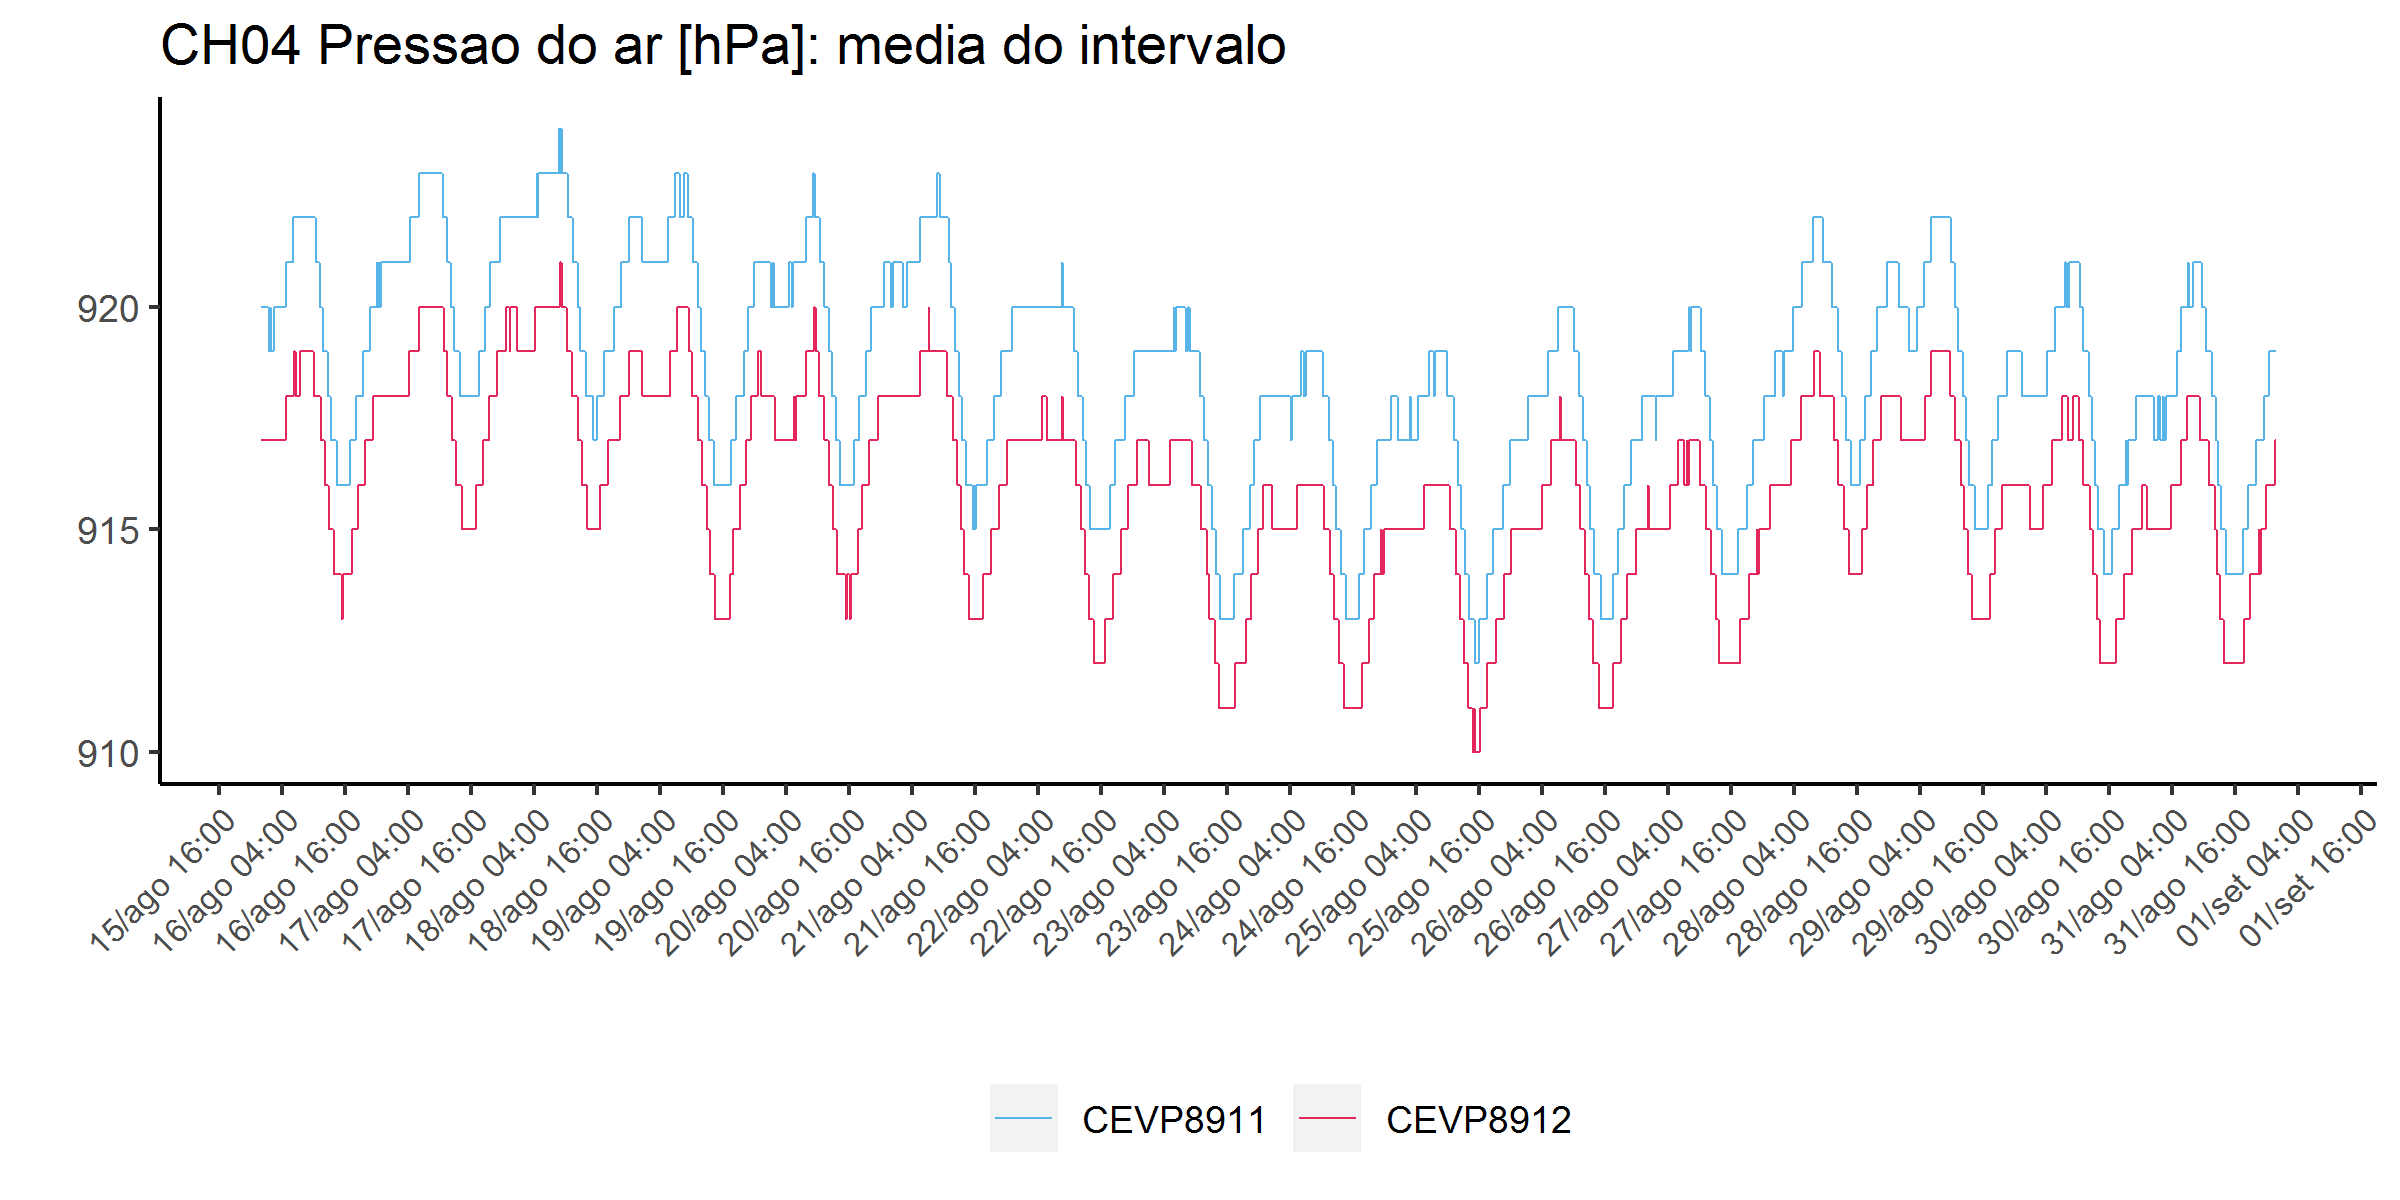 CH04 Pressao do ar [hPa]: media do intervalo
920
915
910
15/ago 16:00
16/ago 04:00
16/ago 16:00
17/ago 04:00
17/ago 16:00
18/ago 04:00
18/ago 16:00
19/ago 04:00
19/ago 16:00
20/ago 04:00
20/ago 16:00
21/ago 04:00
21/ago 16:00
22/ago 04:00
22/ago 16:00
23/ago 04:00
23/ago 16:00
24/ago 04:00
24/ago 16:00
25/ago 04:00
25/ago 16:00
26/ago 04:00
26/ago 16:00
27/ago 04:00
27/ago 16:00
28/ago 04:00
28/ago 16:00
29/ago 04:00
29/ago 16:00
30/ago 04:00
30/ago 16:00
31/ago 04:00
31/ago 16:00
01/set 04:00
01/set 16:00
CEVP8911
CEVP8912